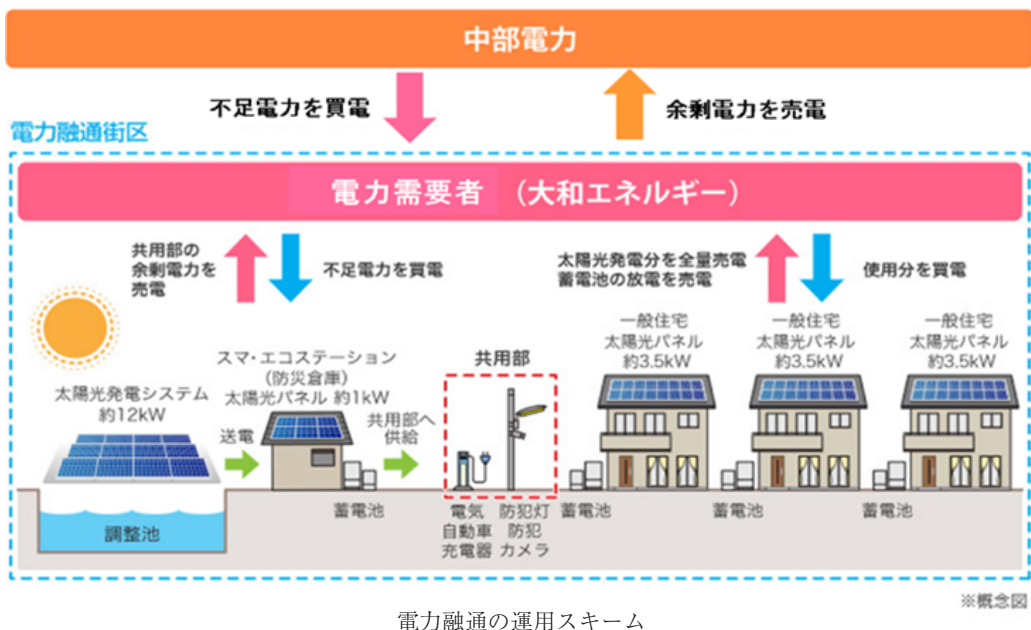 中部電力
不足電力を買電
余剰電力を売電
電力融通街区
電力需要者 (大和エネルギー)
共用部の
余剰電力を
売電
不足電力を買電
太陽光発電分を全量売電
蓄電池の放電を売電
使用分を買電
太陽光発電システム
約12kW
送電
スマ・エコステーション
(防災倉庫)
太陽光パネル 約1kW
共用部へ
供給
共用部
一般住宅
太陽光パネル
約3.5kW
一般住宅
太陽光パネル
約3.5kW
一般住宅
太陽光パネル
約3.5kW
調整池
蓄電池
電気
自動車
充電器
防犯灯
防犯
カメラ
蓄電池
蓄電池
蓄電池
※概念図
電力融通の運用スキーム